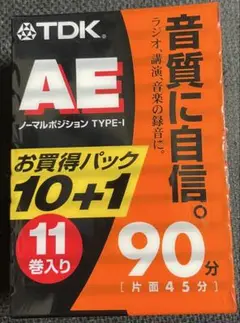 TDK
AE
ノーマルポジション TYPE-I
お買得パック
10+1
11
巻入り
音質に自信。
ラジオ、講演、音楽の録音に。
90分
[片面45分]